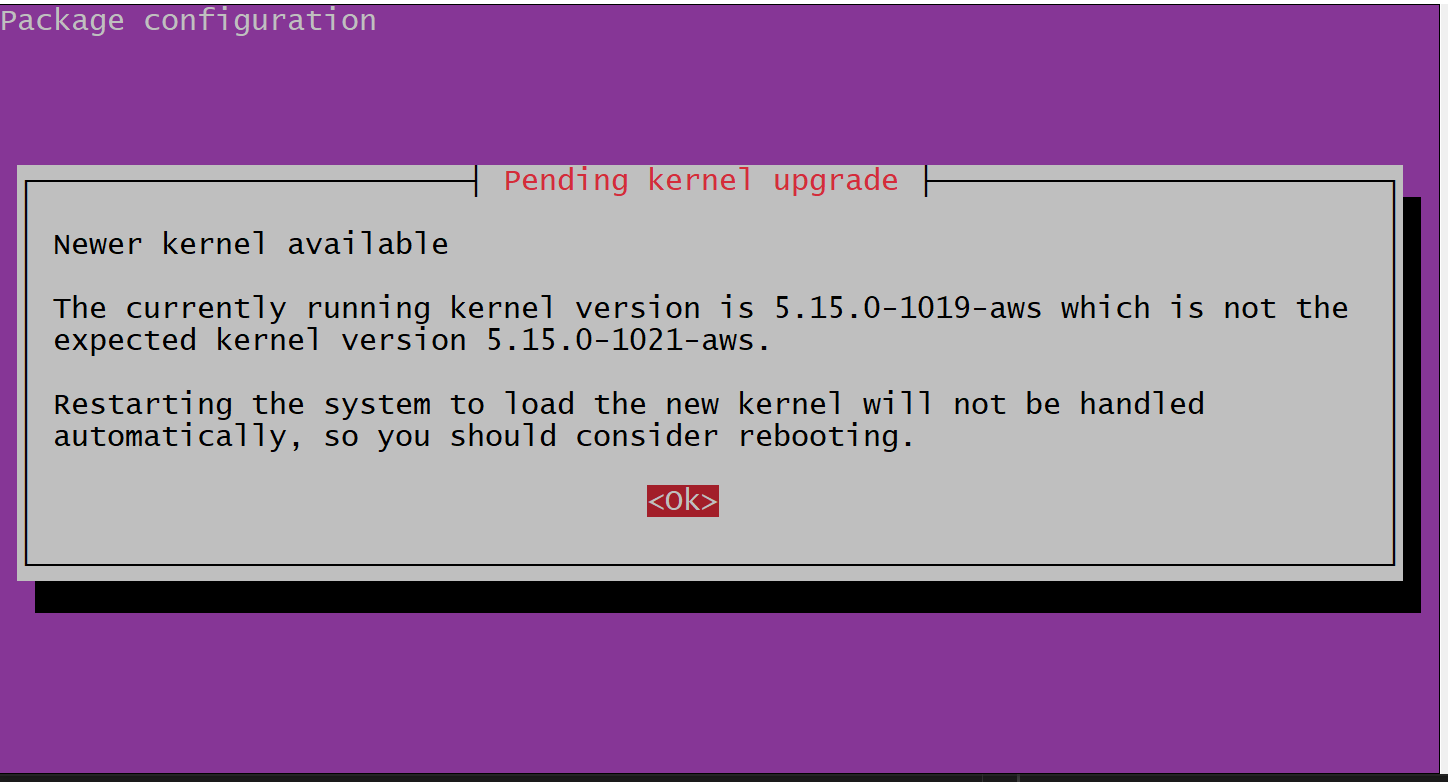 Package configuration
Pending kernel upgrade
Newer kernel available
The currently running kernel version is 5.15.0-1019-aws which is not the
expected kernel version 5.15.0-1021-aws.
Restarting the system to load the new kernel will not be handled
automatically, so you should consider rebooting.
<Ok>